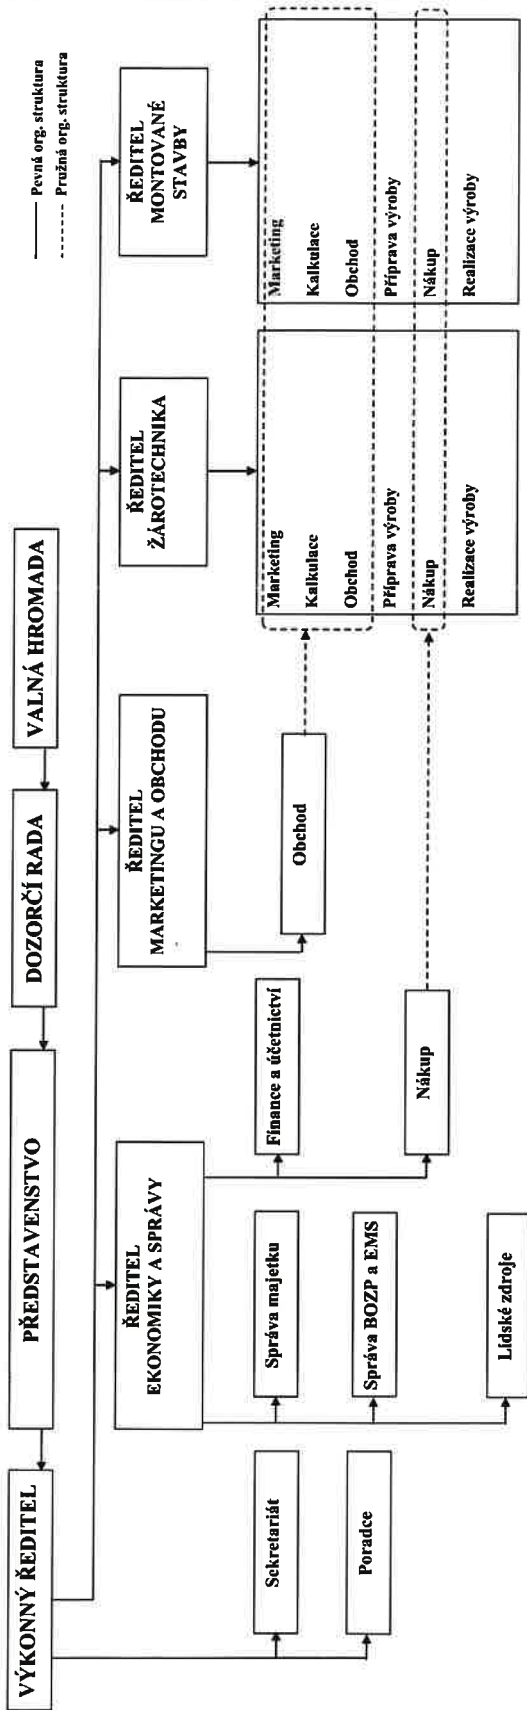 VÝKONNÝ ŘEDITEL
PŘEDSTAVENSTVO
DOZORČÍ RADA
VALNÁ HROMADA
Pevná org. struktura
Pružná org. struktura
ŘEDITEL
EKONOMIKY A SPRÁVY
ŘEDITEL
MARKETINGU A OBCHODU
ŘEDITEL
ŽÁROTECHNIKA
ŘEDITEL
MONTOVANÉ
STAVBY
Sekretariát
Poradce
Správa majetku
Správa BOZP a EMS
Lidské zdroje
Finance a účetnictví
Nákup
Obchod
Marketing
Kalkulace
Obchod
Příprava výroby
Nákup
Realizace výroby
Marketing
Kalkulace
Obchod
Příprava výroby
Nákup
Realizace výroby